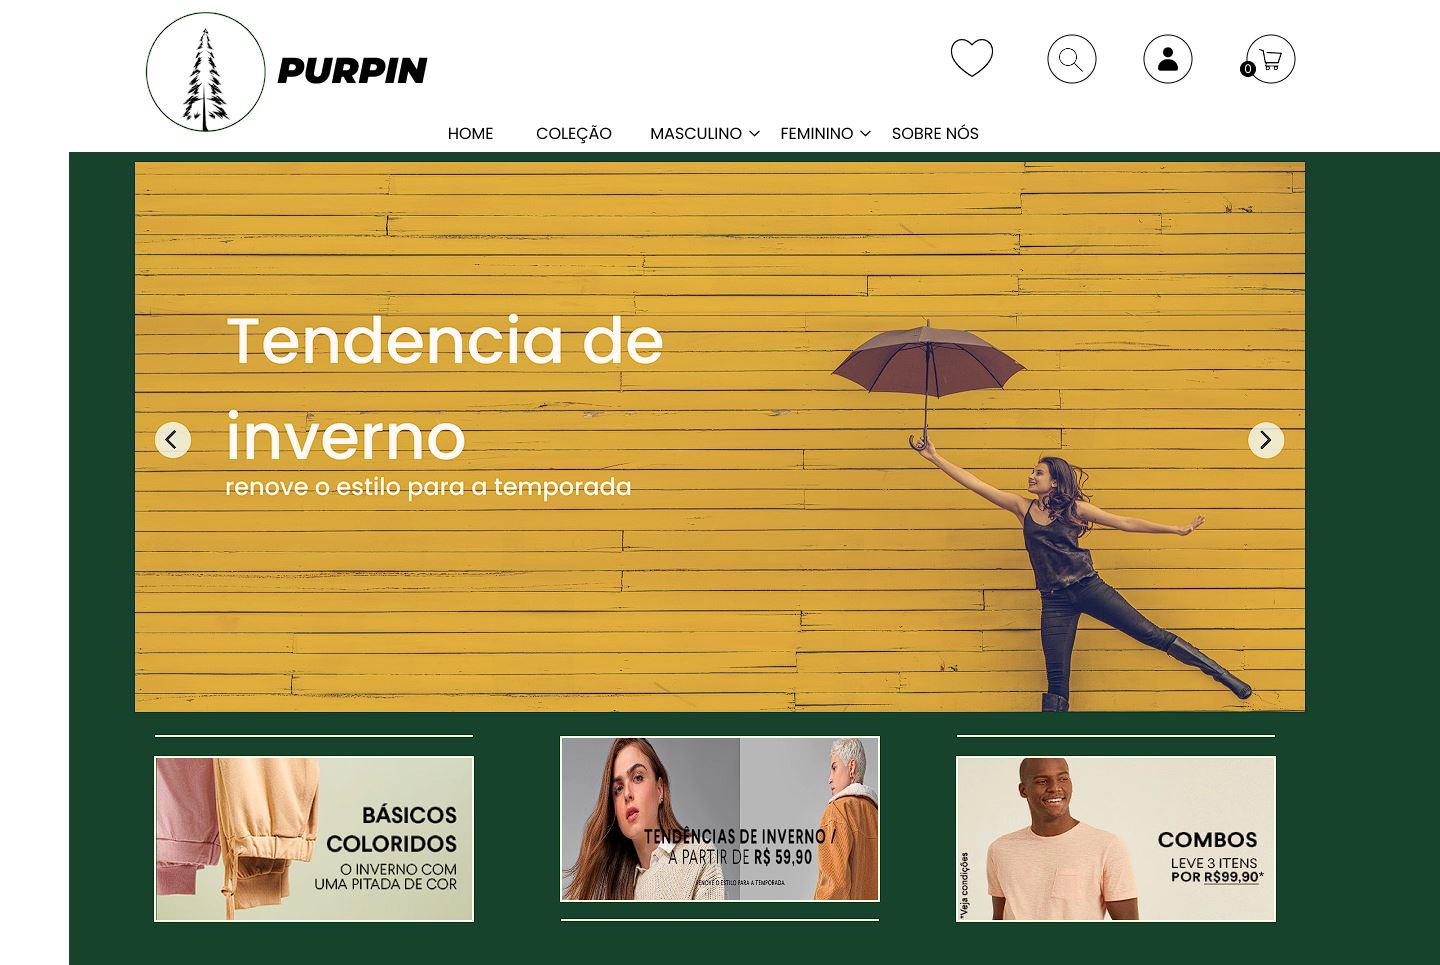 PURPIN
0
HOME COLEÇÃO MASCULINO FEMININO SOBRE NÓS
Tendencia de
inverno
renove o estilo para a temporada
BÁSICOS
COLORIDOS
O INVERNO COM
UMA PITADA DE COR
TENDÊNCIAS DE INVERNO /
A PARTIR DE R$ 59,90
RENOVE O ESTILO PARA A TEMPORADA
COMBOS
LEVE 3 ITENS
POR R$99,90*
*Veja condições